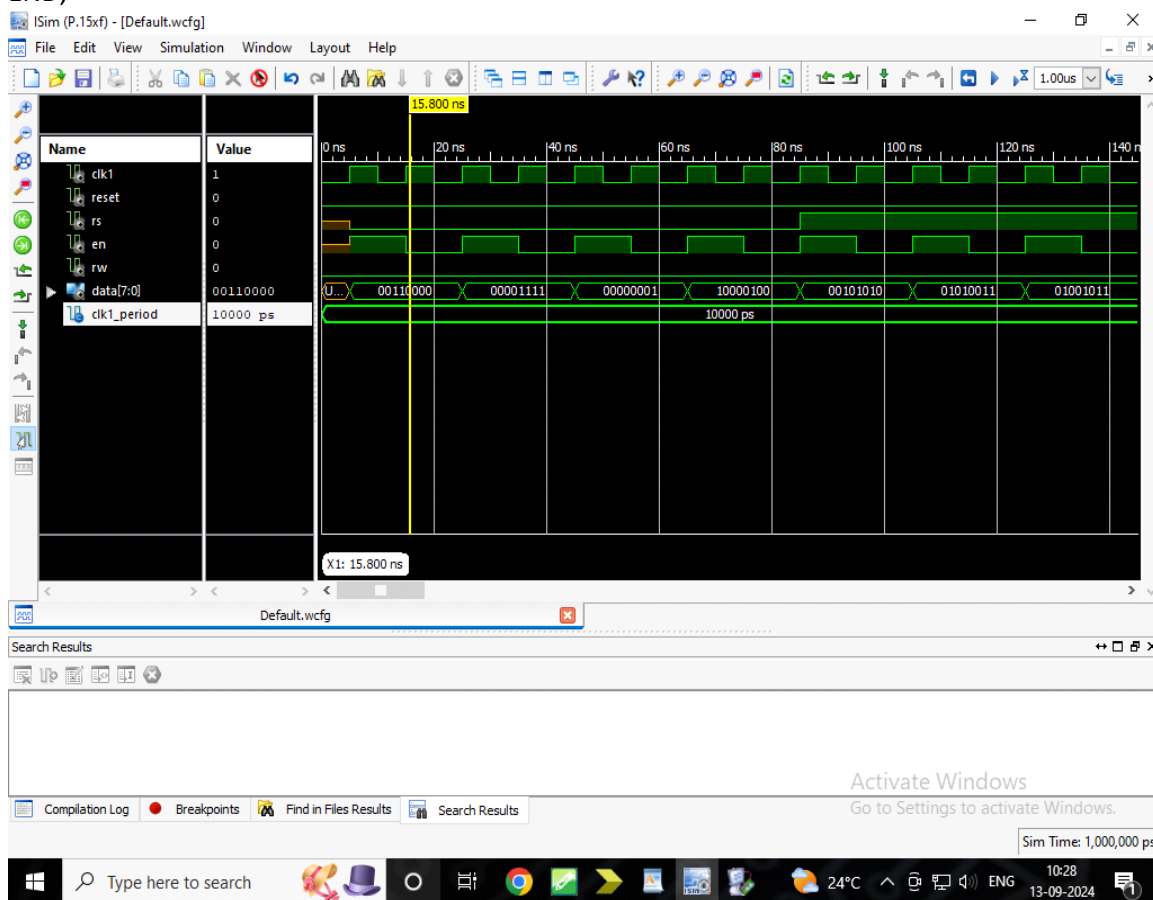 END;
ISim (P.15xf) - [Default.wcfg]
File Edit View Simulation Window Layout Help
1.00us
15.800 ns
Name Value
0 ns 20 ns 40 ns 60 ns 80 ns 100 ns 120 ns 140 n
clk1 1
reset 0
rs 0
en 0
rw 0
data[7:0] 00110000 U... 00110000 00001111 00000001 10000100 00101010 01010011 01001011
clk1_period 10000 ps 10000 ps
X1: 15.800 ns
Default.wcfg
Search Results
Activate Windows
Go to Settings to activate Windows.
Compilation Log Breakpoints Find in Files Results Search Results
Sim Time: 1,000,000 ps
Type here to search 24°C ENG 10:28
13-09-2024
1